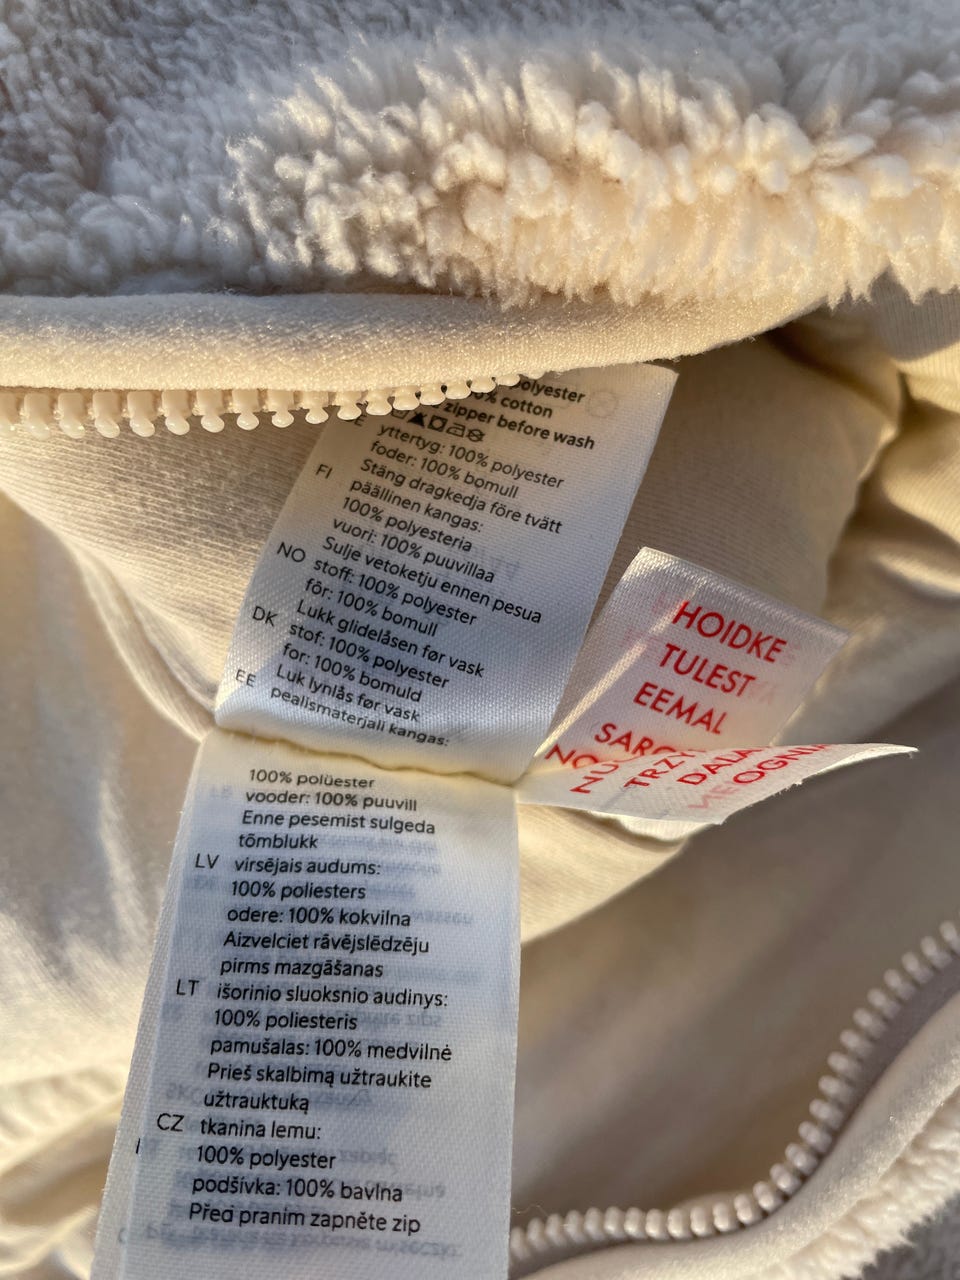 polyester
cotton
zipper before wash
yttertyg: 100% polyester
foder: 100% bomull
Stäng dragkedja före tvätt
FI päällinen kangas:
100% polyesteria
vuori: 100% puuvillaa
Sulje vetoketju ennen pesua
NO stoff: 100% polyester
fôr: 100% bomull
Lukk glidelåsen før vask
DK stof: 100% polyester
for: 100% bomuld
Luk lynlås før vask
EE pealismaterjali kangas:
100% polüester
vooder: 100% puuvill
Enne pesemist sulgeda
tõmblukk
LV virsējais audums:
100% poliesters
odere: 100% kokvilna
Aizvelciet rāvējslēdzēju
pirms mazgāšanas
LT išorinio sluoksnio audinys:
100% poliesteris
pamušalas: 100% medvilnė
Prieš skalbimą užtraukite
užtrauktuką
CZ tkanina lemu:
100% polyester
podšívka: 100% bavlna
Před praním zapněte zip
HOIDKE
TULEST
EEMAL